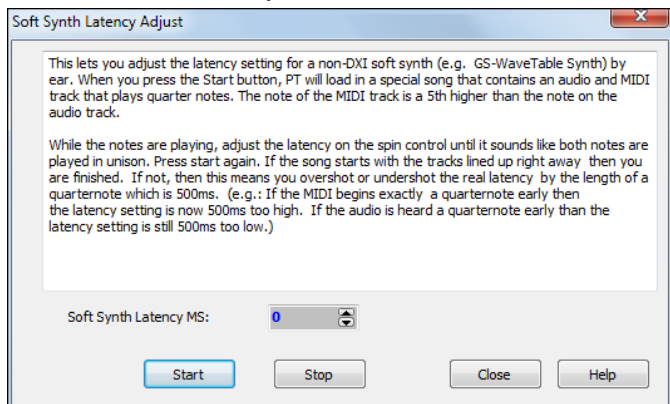 Soft Synth Latency Adjust
This lets you adjust the latency setting for a non-DXI soft synth (e.g.  GS-WaveTable Synth) by
ear. When you press the Start button, PT will load in a special song that contains an audio and MIDI
track that plays quarter notes. The note of the MIDI track is a 5th higher than the note on the
audio track.
While the notes are playing, adjust the latency on the spin control until it sounds like both notes are
played in unison. Press start again. If the song starts with the tracks lined up right away  then you
are finished.  If not, then this means you overshot or undershot the real latency  by the length of a
quarternote which is 500ms.  (e.g.: If the MIDI begins exactly  a quarternote early then
the latency setting is now 500ms too high.  If the audio is heard a quarternote early than the
latency setting is still 500ms too low.)
Soft Synth Latency MS: 0
Start Stop Close Help